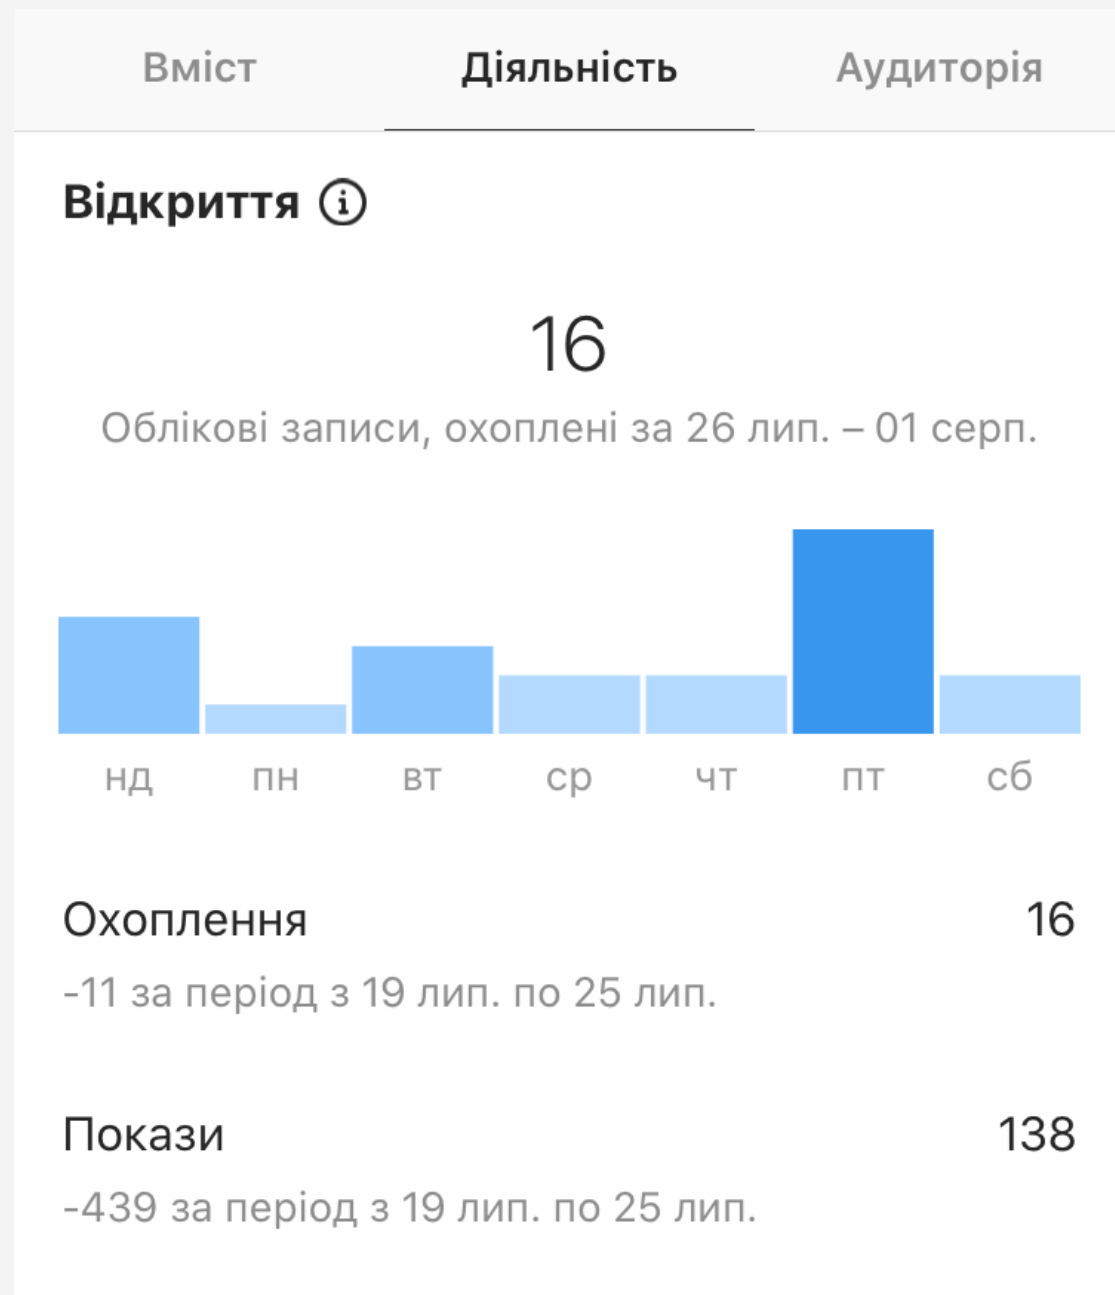 Вміст Діяльність Аудиторія
Відкриття
16
Облікові записи, охоплені за 26 лип. – 01 серп.
нд пн вт ср чт пт сб
Охоплення 16
-11 за період з 19 лип. по 25 лип.
Покази 138
-439 за період з 19 лип. по 25 лип.